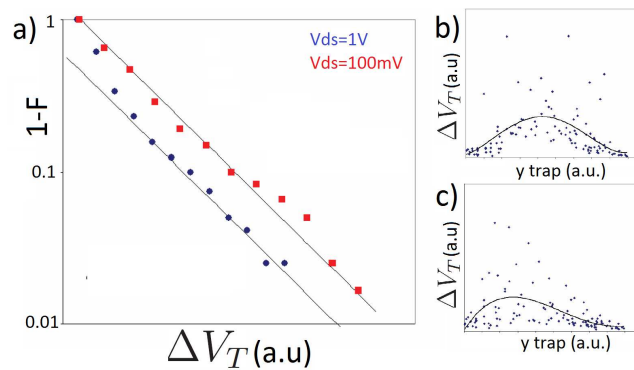 a)
1
0.1
0.01
1-F
Vds=1V
Vds=100mV
ΔV_T (a.u)
b)
ΔV_T (a.u)
y trap (a.u.)
c)
ΔV_T (a.u)
y trap (a.u.)